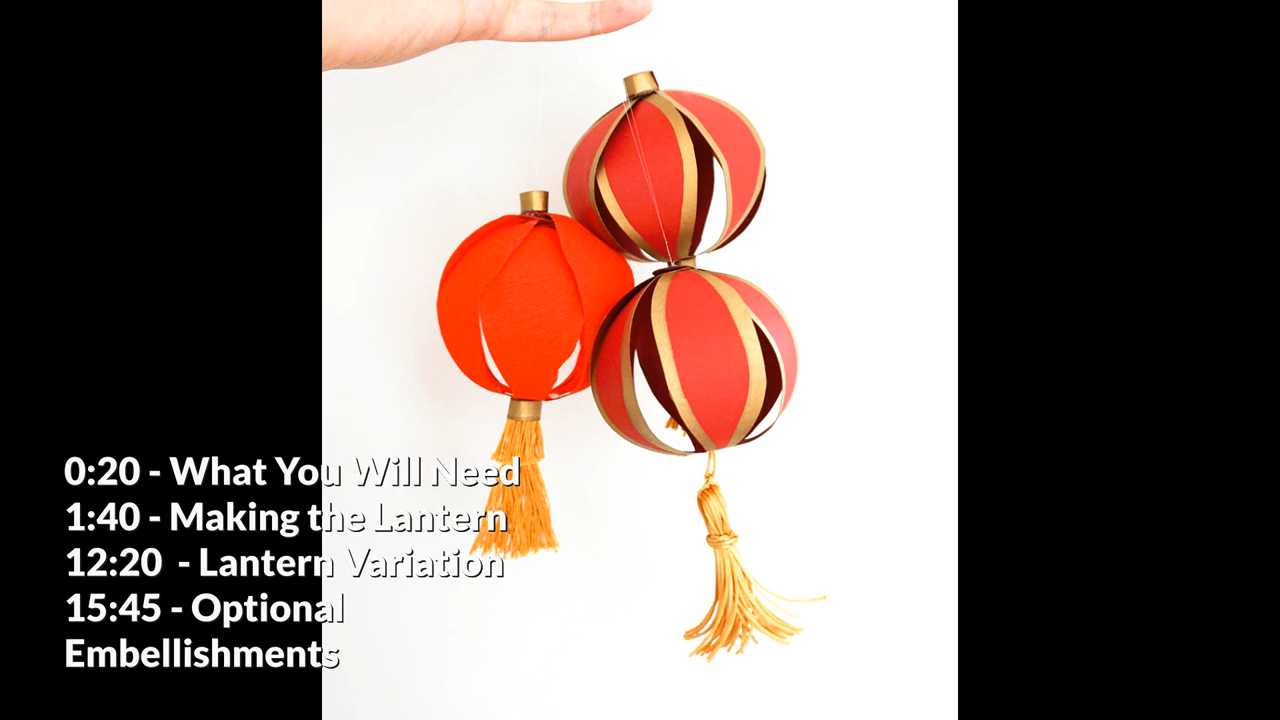 0:20 - What You Will Need
1:40 - Making the Lantern
12:20 - Lantern Variation
15:45 - Optional
Embellishments